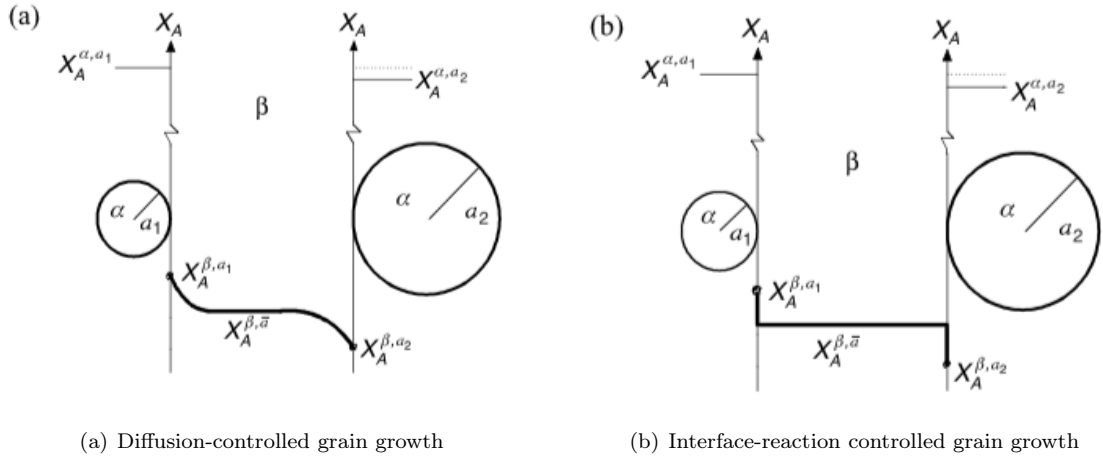 (a)
X_A
X_A
X_A^{α,a_1}
X_A^{α,a_2}
β
α
a_1
α
a_2
X_A^{β,a_1}
X_A^{β,ā}
X_A^{β,a_2}
(b)
X_A
X_A
X_A^{α,a_1}
X_A^{α,a_2}
β
α
a_1
α
a_2
X_A^{β,a_1}
X_A^{β,ā}
X_A^{β,a_2}
(a) Diffusion-controlled grain growth
(b) Interface-reaction controlled grain growth